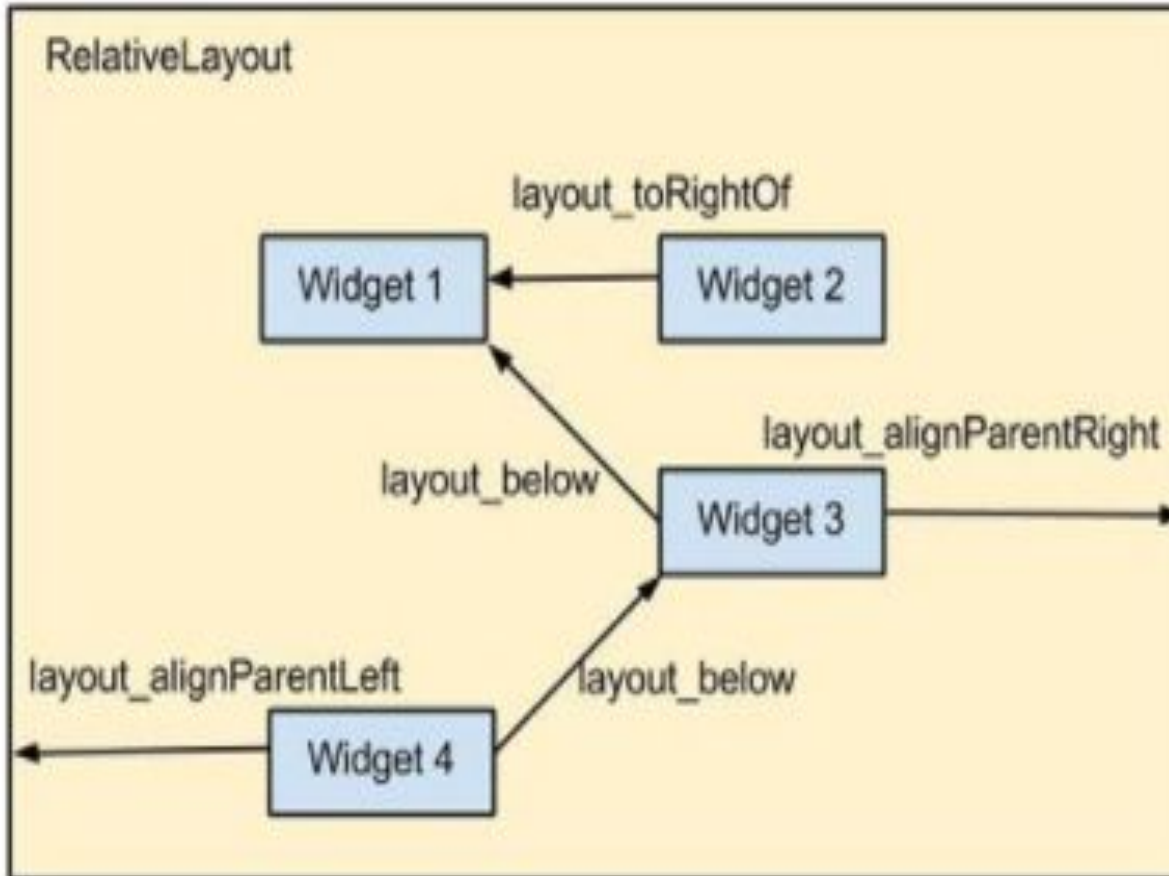 RelativeLayout
layout_toRightOf
Widget 1
Widget 2
layout_alignParentRight
layout_below
Widget 3
layout_alignParentLeft
layout_below
Widget 4